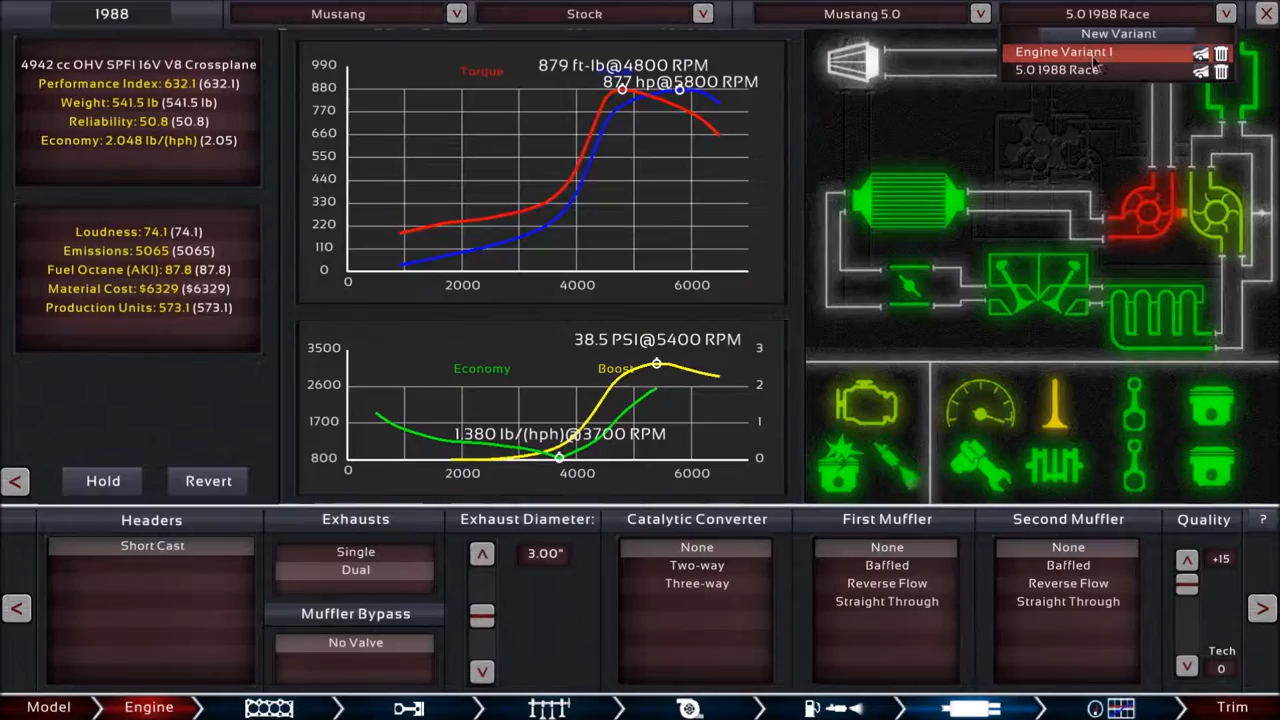 1988
Mustang
Stock
Mustang 5.0
5.0 1988 Race
New Variant
Engine Variant 1
5.0 1988 Race
4942 cc OHV SPFI 16V V8 Crossplane
Performance Index: 632.1 (632.1)
Weight: 541.5 lb (541.5 lb)
Reliability: 50.8 (50.8)
Economy: 2.048 lb/(hph) (2.05)
Loudness: 74.1 (74.1)
Emissions: 5065 (5065)
Fuel Octane (AKI): 87.8 (87.8)
Material Cost: $6329 ($6329)
Production Units: 573.1 (573.1)
Hold
Revert
990
880
770
660
550
440
330
220
110
0
Torque
879 ft-lb@4800 RPM
877 hp@5800 RPM
0
2000
4000
6000
3500
2600
1700
800
Economy
Boost
38.5 PSI@5400 RPM
1.380 lb/(hph)@3700 RPM
3
2
1
0
0
2000
4000
6000
Headers
Short Cast
Exhausts
Single
Dual
Muffler Bypass
No Valve
Exhaust Diameter:
3.00"
Catalytic Converter
None
Two-way
Three-way
First Muffler
None
Baffled
Reverse Flow
Straight Through
Second Muffler
None
Baffled
Reverse Flow
Straight Through
Quality
?
+15
Tech
0
Model
Engine
Trim